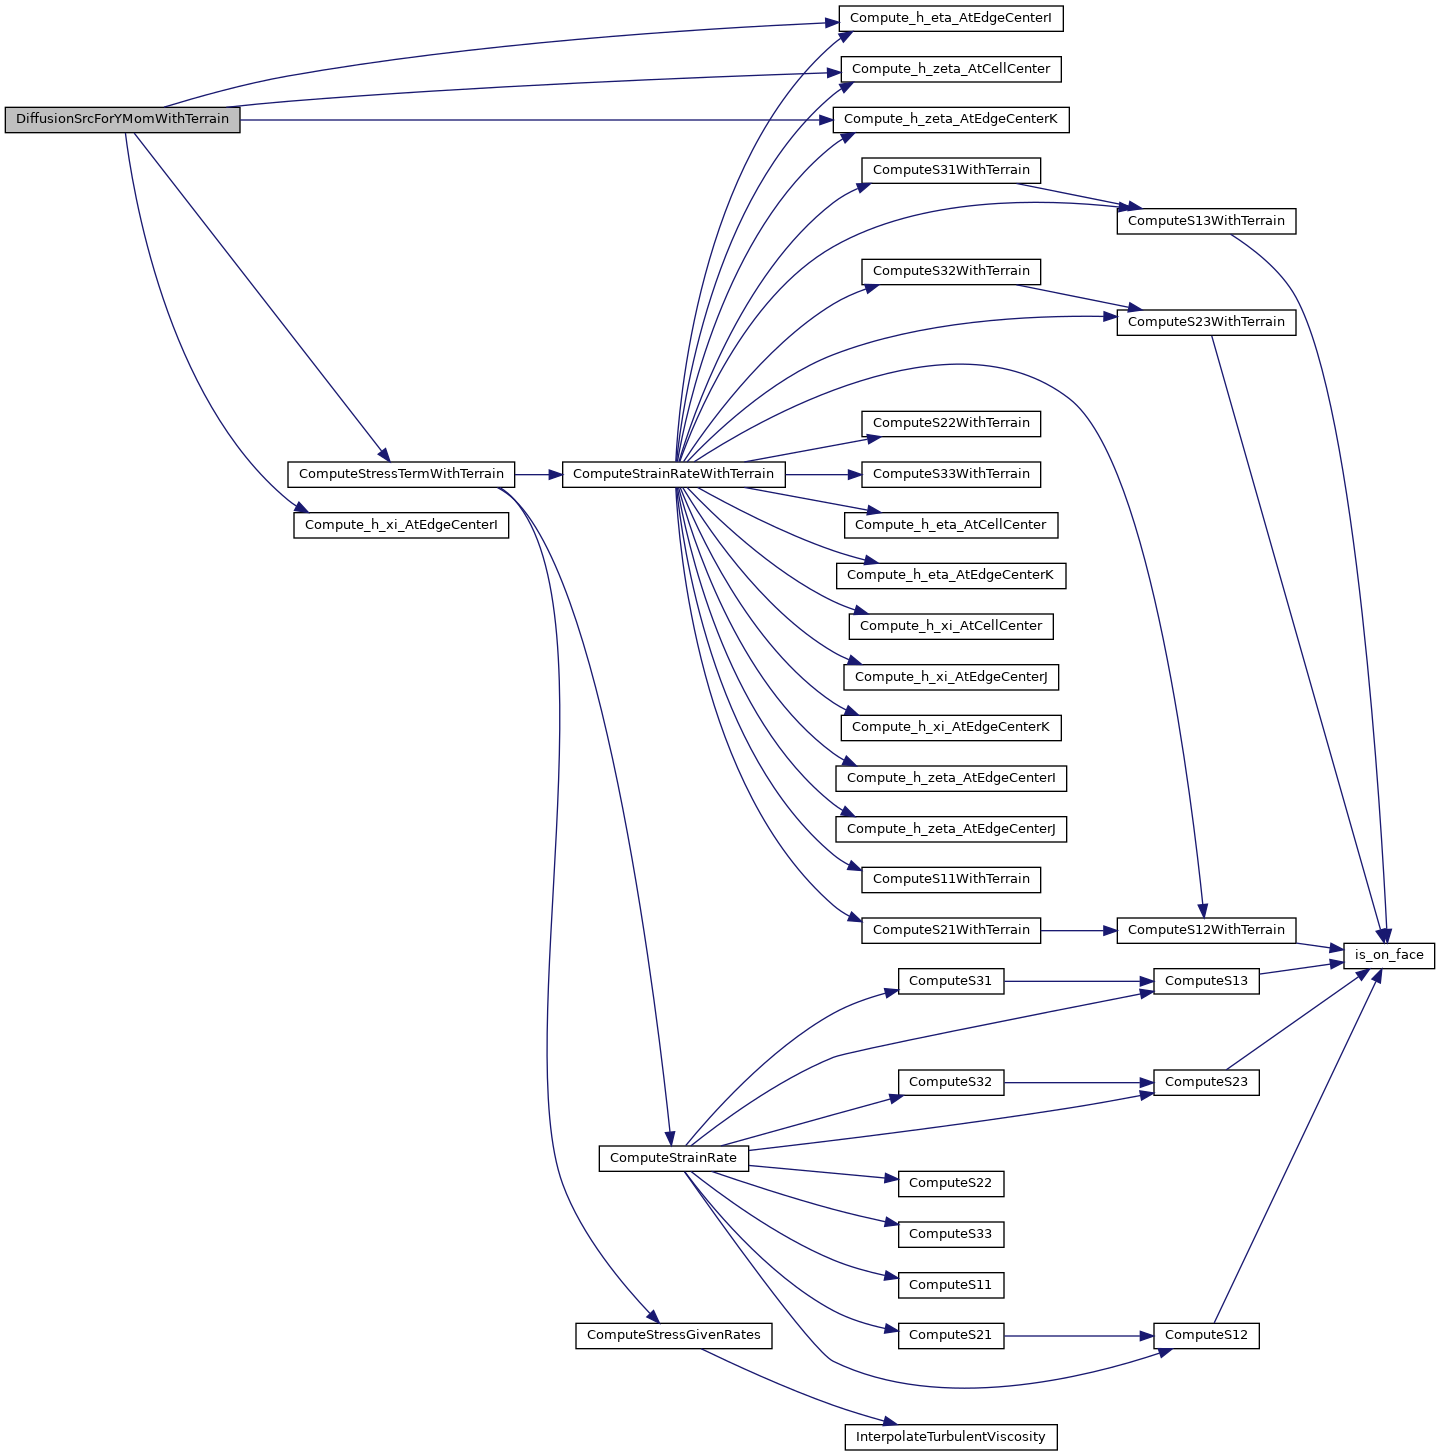 Compute_h_eta_AtEdgeCenterI
Compute_h_zeta_AtCellCenter
DiffusionSrcForYMomWithTerrain
Compute_h_zeta_AtEdgeCenterK
ComputeS31WithTerrain
ComputeS13WithTerrain
ComputeS32WithTerrain
ComputeS23WithTerrain
ComputeS22WithTerrain
ComputeStressTermWithTerrain
ComputeStrainRateWithTerrain
ComputeS33WithTerrain
Compute_h_xi_AtEdgeCenterI
Compute_h_eta_AtCellCenter
Compute_h_eta_AtEdgeCenterK
Compute_h_xi_AtCellCenter
Compute_h_xi_AtEdgeCenterJ
Compute_h_xi_AtEdgeCenterK
Compute_h_zeta_AtEdgeCenterI
Compute_h_zeta_AtEdgeCenterJ
ComputeS11WithTerrain
ComputeS21WithTerrain
ComputeS12WithTerrain
is_on_face
ComputeS31
ComputeS13
ComputeS32
ComputeS23
ComputeStrainRate
ComputeS22
ComputeS33
ComputeS11
ComputeStressGivenRates
ComputeS21
ComputeS12
InterpolateTurbulentViscosity